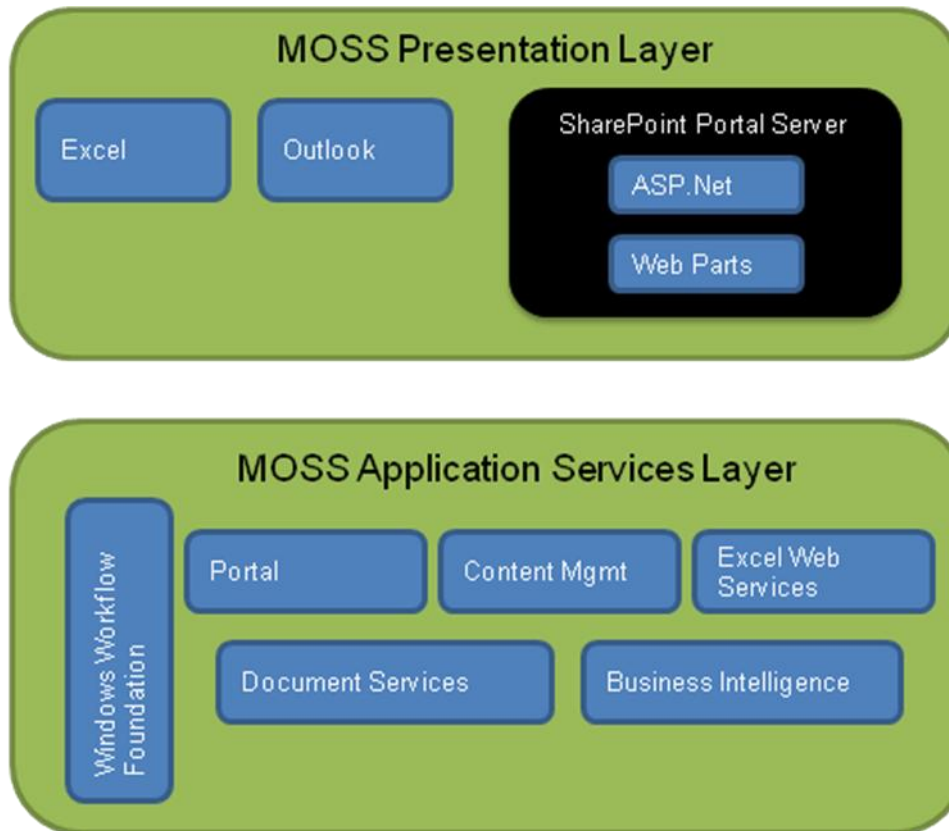 MOSS Presentation Layer
Excel
Outlook
SharePoint Portal Server
ASP.Net
Web Parts
MOSS Application Services Layer
Windows Workflow
Foundation
Portal
Content Mgmt
Excel Web
Services
Document Services
Business Intelligence